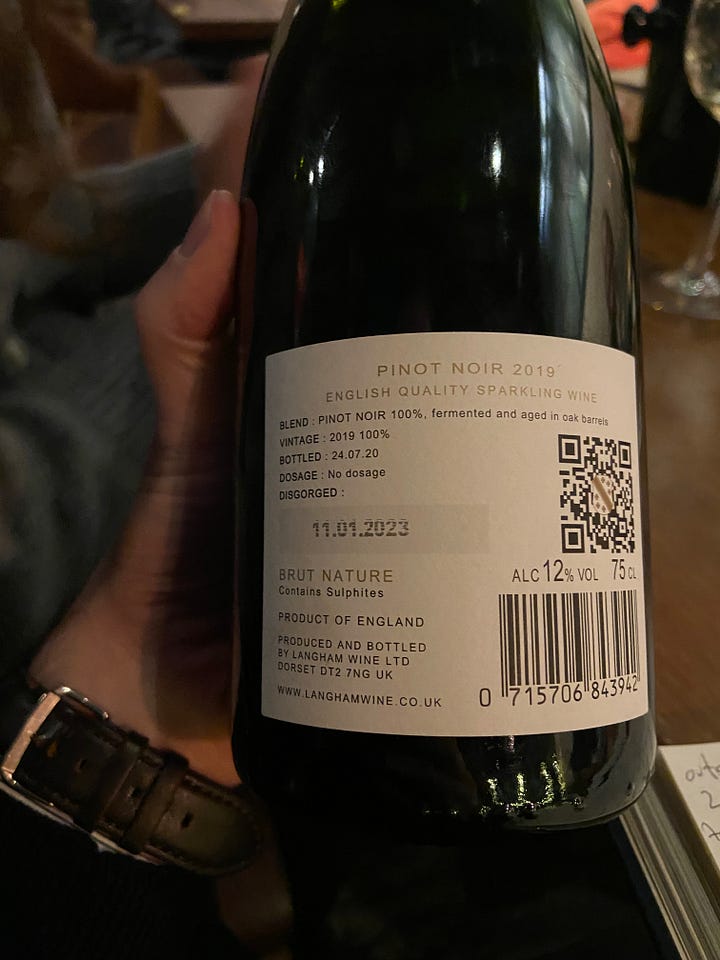 PINOT NOIR 2019
ENGLISH QUALITY SPARKLING WINE
BLEND : PINOT NOIR 100%, fermented and aged in oak barrels
VINTAGE : 2019 100%
BOTTLED : 24.07.20
DOSAGE : No dosage
DISGORGED :
11.01.2023
BRUT NATURE
Contains Sulphites
ALC 12% VOL 75 CL
PRODUCT OF ENGLAND
PRODUCED AND BOTTLED
BY LANGHAM WINE LTD
DORSET DT2 7NG UK
WWW.LANGHAMWINE.CO.UK
0 715706 843942